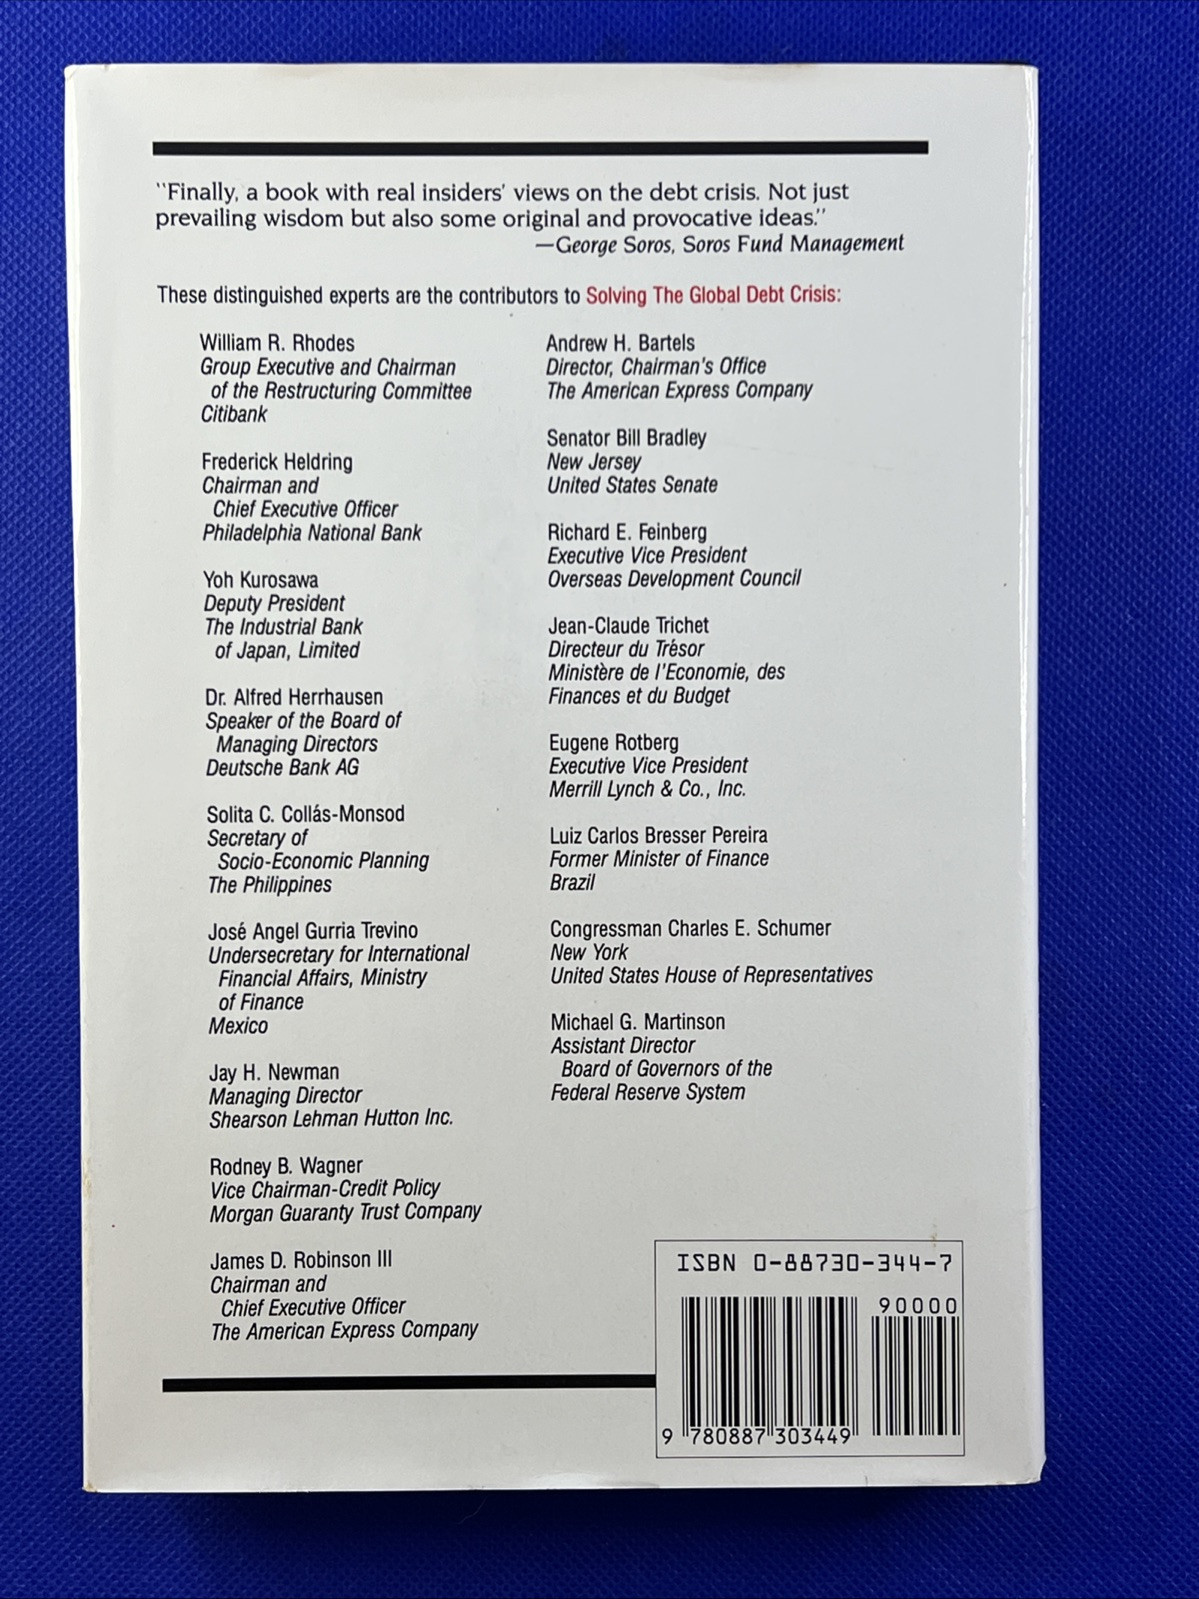 "Finally, a book with real insiders' views on the debt crisis. Not just
prevailing wisdom but also some original and provocative ideas."
—George Soros, Soros Fund Management
These distinguished experts are the contributors to Solving The Global Debt Crisis:
William R. Rhodes
Group Executive and Chairman
of the Restructuring Committee
Citibank
Frederick Heldring
Chairman and
Chief Executive Officer
Philadelphia National Bank
Yoh Kurosawa
Deputy President
The Industrial Bank
of Japan, Limited
Dr. Alfred Herrhausen
Speaker of the Board of
Managing Directors
Deutsche Bank AG
Solita C. Collás-Monsod
Secretary of
Socio-Economic Planning
The Philippines
José Angel Gurria Trevino
Undersecretary for International
Financial Affairs, Ministry
of Finance
Mexico
Jay H. Newman
Managing Director
Shearson Lehman Hutton Inc.
Rodney B. Wagner
Vice Chairman-Credit Policy
Morgan Guaranty Trust Company
James D. Robinson III
Chairman and
Chief Executive Officer
The American Express Company
Andrew H. Bartels
Director, Chairman's Office
The American Express Company
Senator Bill Bradley
New Jersey
United States Senate
Richard E. Feinberg
Executive Vice President
Overseas Development Council
Jean-Claude Trichet
Directeur du Trésor
Ministère de l'Economie, des
Finances et du Budget
Eugene Rotberg
Executive Vice President
Merrill Lynch & Co., Inc.
Luiz Carlos Bresser Pereira
Former Minister of Finance
Brazil
Congressman Charles E. Schumer
New York
United States House of Representatives
Michael G. Martinson
Assistant Director
Board of Governors of the
Federal Reserve System
ISBN 0-88730-344-7
90000
9 780887 303449